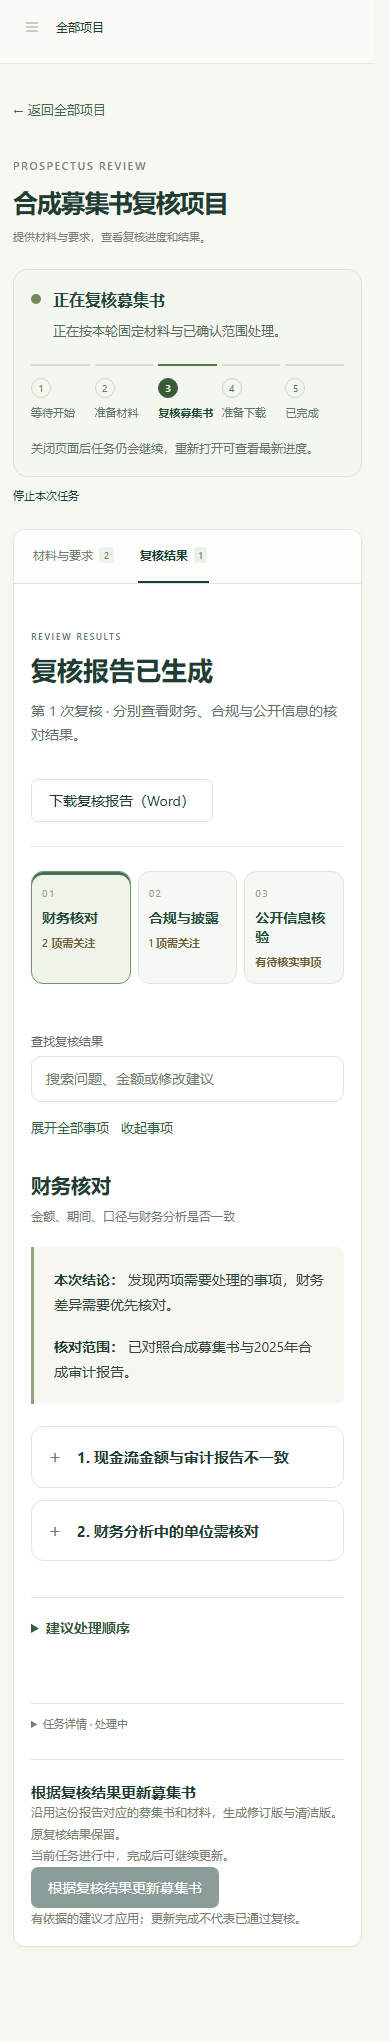 全部项目
← 返回全部项目
PROSPECTUS REVIEW
合成募集书复核项目
提供材料与要求，查看复核进度和结果。
正在复核募集书
正在按本轮固定材料与已确认范围处理。
1 2 3 4 5
等待开始 准备材料 复核募集书 准备下载 已完成
关闭页面后任务仍会继续，重新打开可查看最新进度。
停止本次任务
材料与要求 2 复核结果 1
REVIEW RESULTS
复核报告已生成
第 1 次复核 · 分别查看财务、合规与公开信息的核
对结果。
下载复核报告（Word）
01 02 03
财务核对 合规与披露 公开信息核
验
2 项需关注 1 项需关注 有待核实事项
查找复核结果
搜索问题、金额或修改建议
展开全部事项 收起事项
财务核对
金额、期间、口径与财务分析是否一致
本次结论： 发现两项需要处理的事项，财务
差异需要优先核对。
核对范围： 已对照合成募集书与2025年合
成审计报告。
+ 1. 现金流金额与审计报告不一致
+ 2. 财务分析中的单位需核对
▶ 建议处理顺序
▶ 任务详情 · 处理中
根据复核结果更新募集书
沿用这份报告对应的募集书和材料，生成修订版与清洁版。
原复核结果保留。
当前任务进行中，完成后可继续更新。
根据复核结果更新募集书
有依据的建议才应用；更新完成不代表已通过复核。